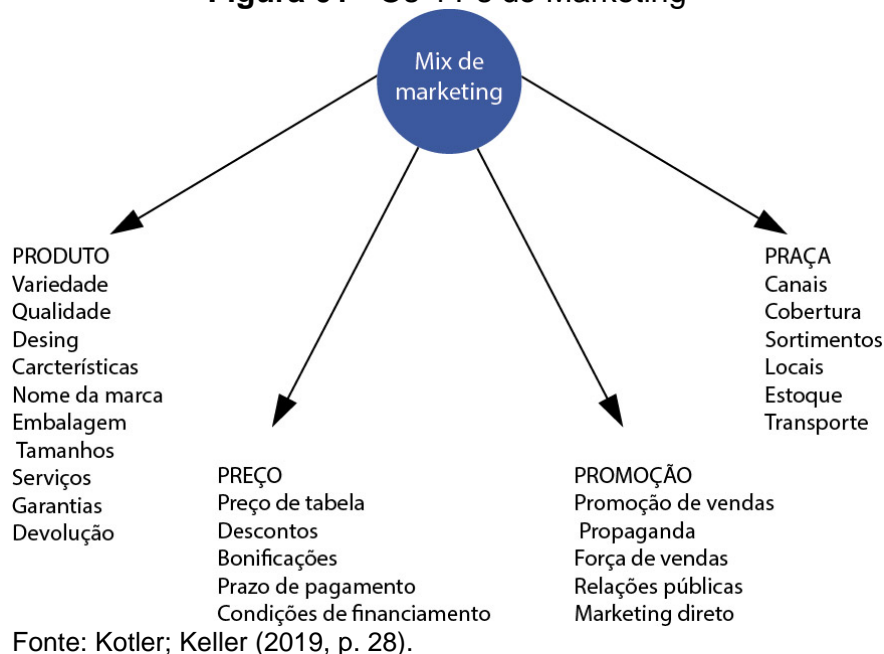 Mix de
marketing
PRODUTO
Variedade
Qualidade
Desing
Carcterísticas
Nome da marca
Embalagem
Tamanhos
Serviços
Garantias
Devolução
PREÇO
Preço de tabela
Descontos
Bonificações
Prazo de pagamento
Condições de financiamento
PROMOÇÃO
Promoção de vendas
Propaganda
Força de vendas
Relações públicas
Marketing direto
PRAÇA
Canais
Cobertura
Sortimentos
Locais
Estoque
Transporte
Fonte: Kotler; Keller (2019, p. 28).